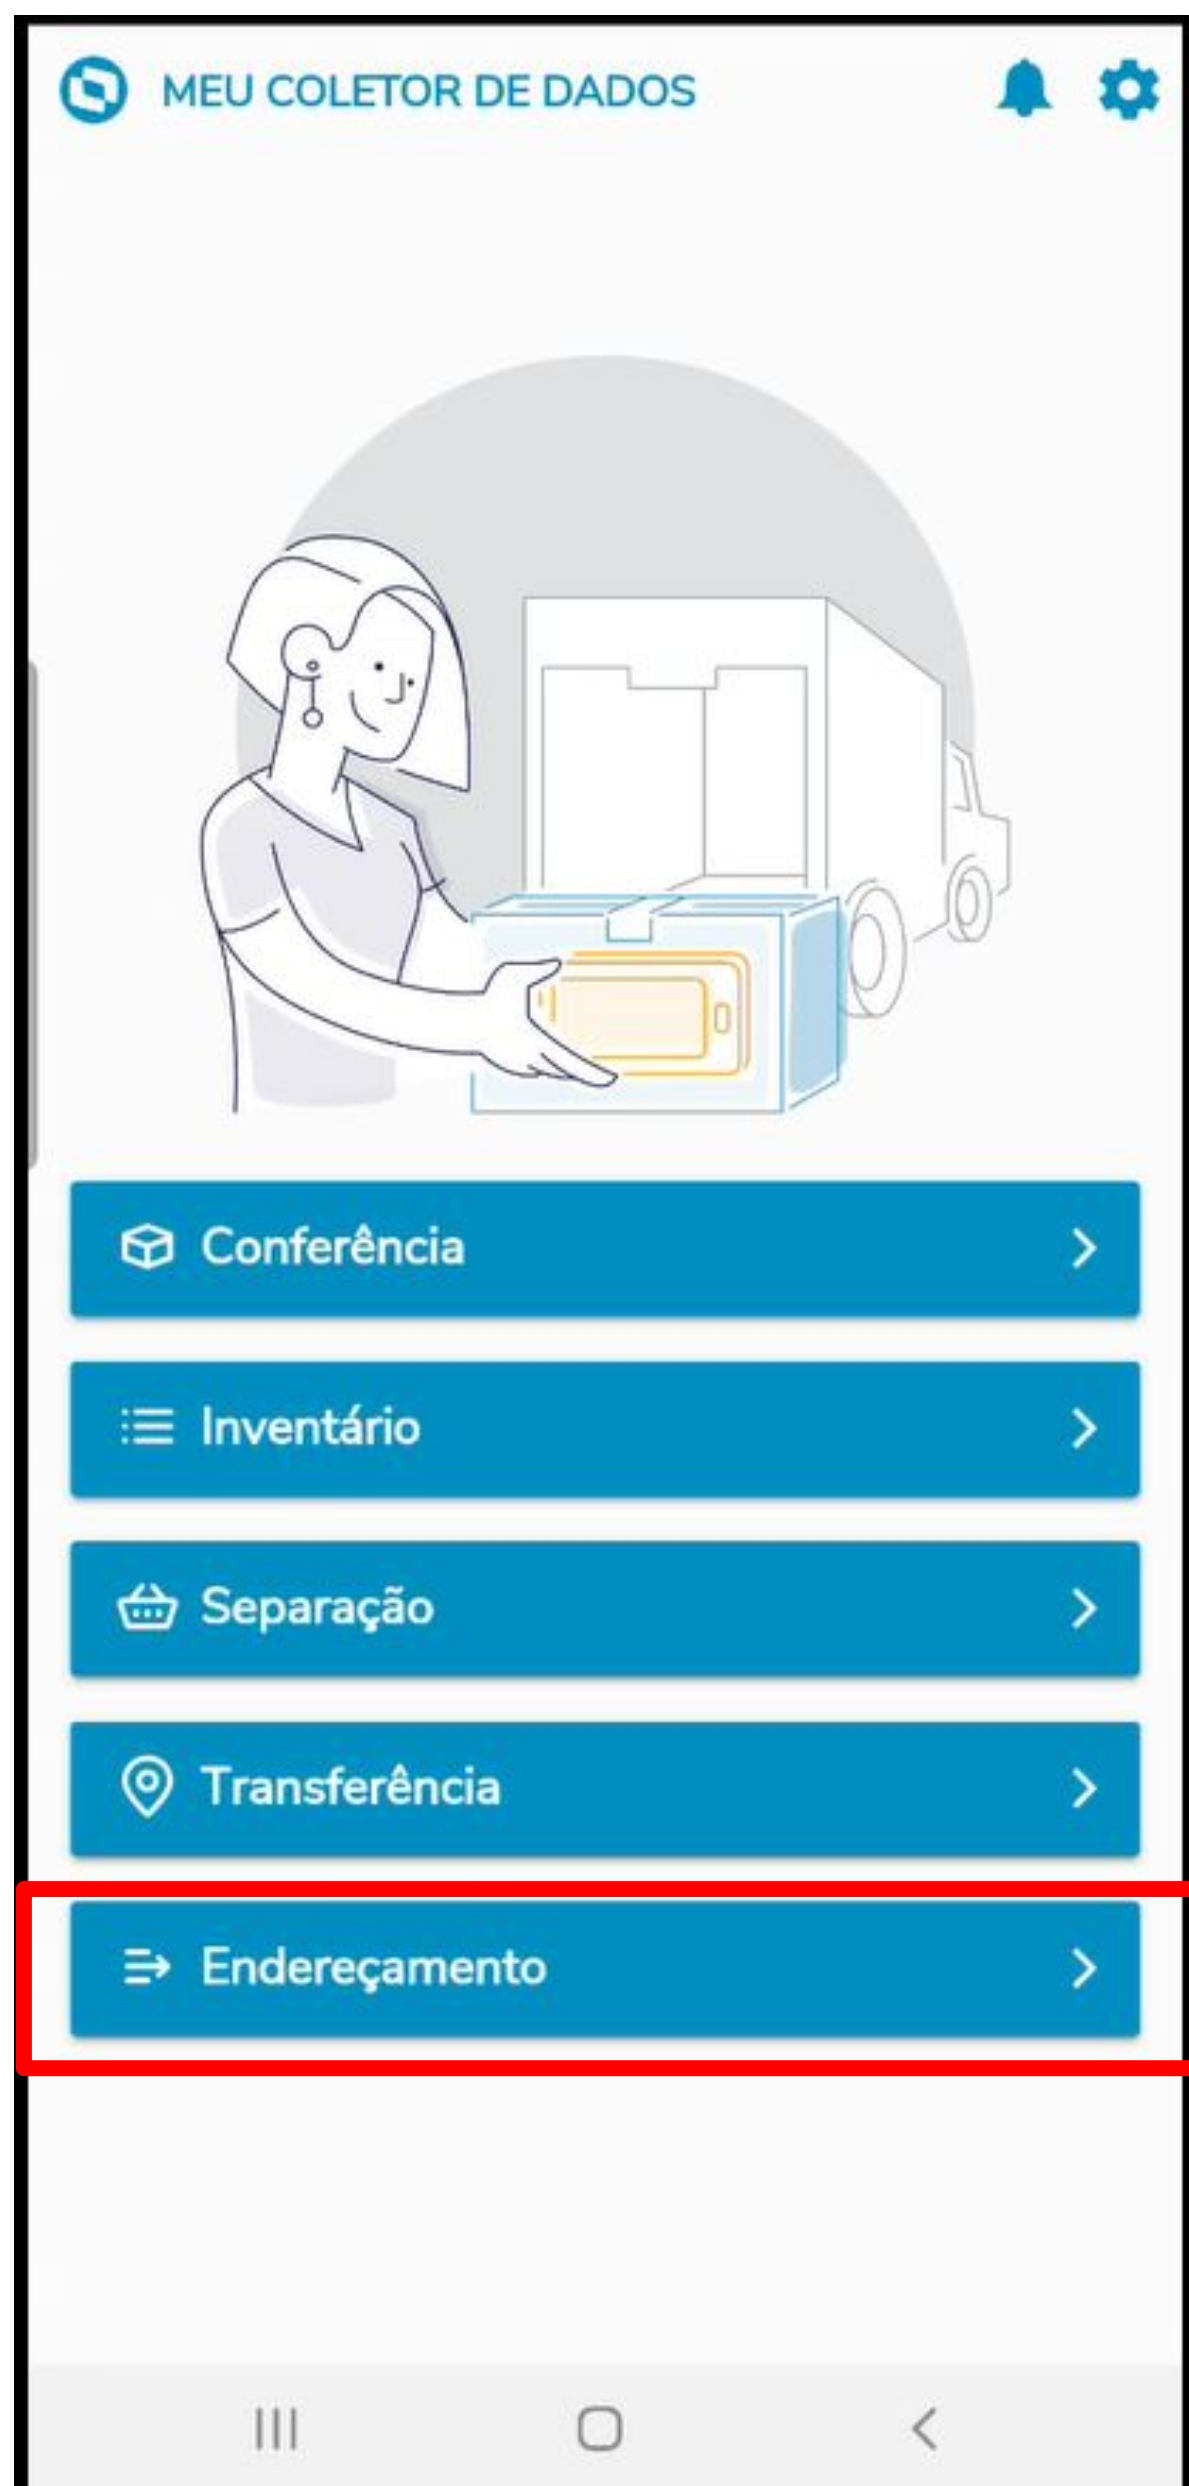 MEU COLETOR DE DADOS
Conferência
Inventário
Separação
Transferência
Endereçamento